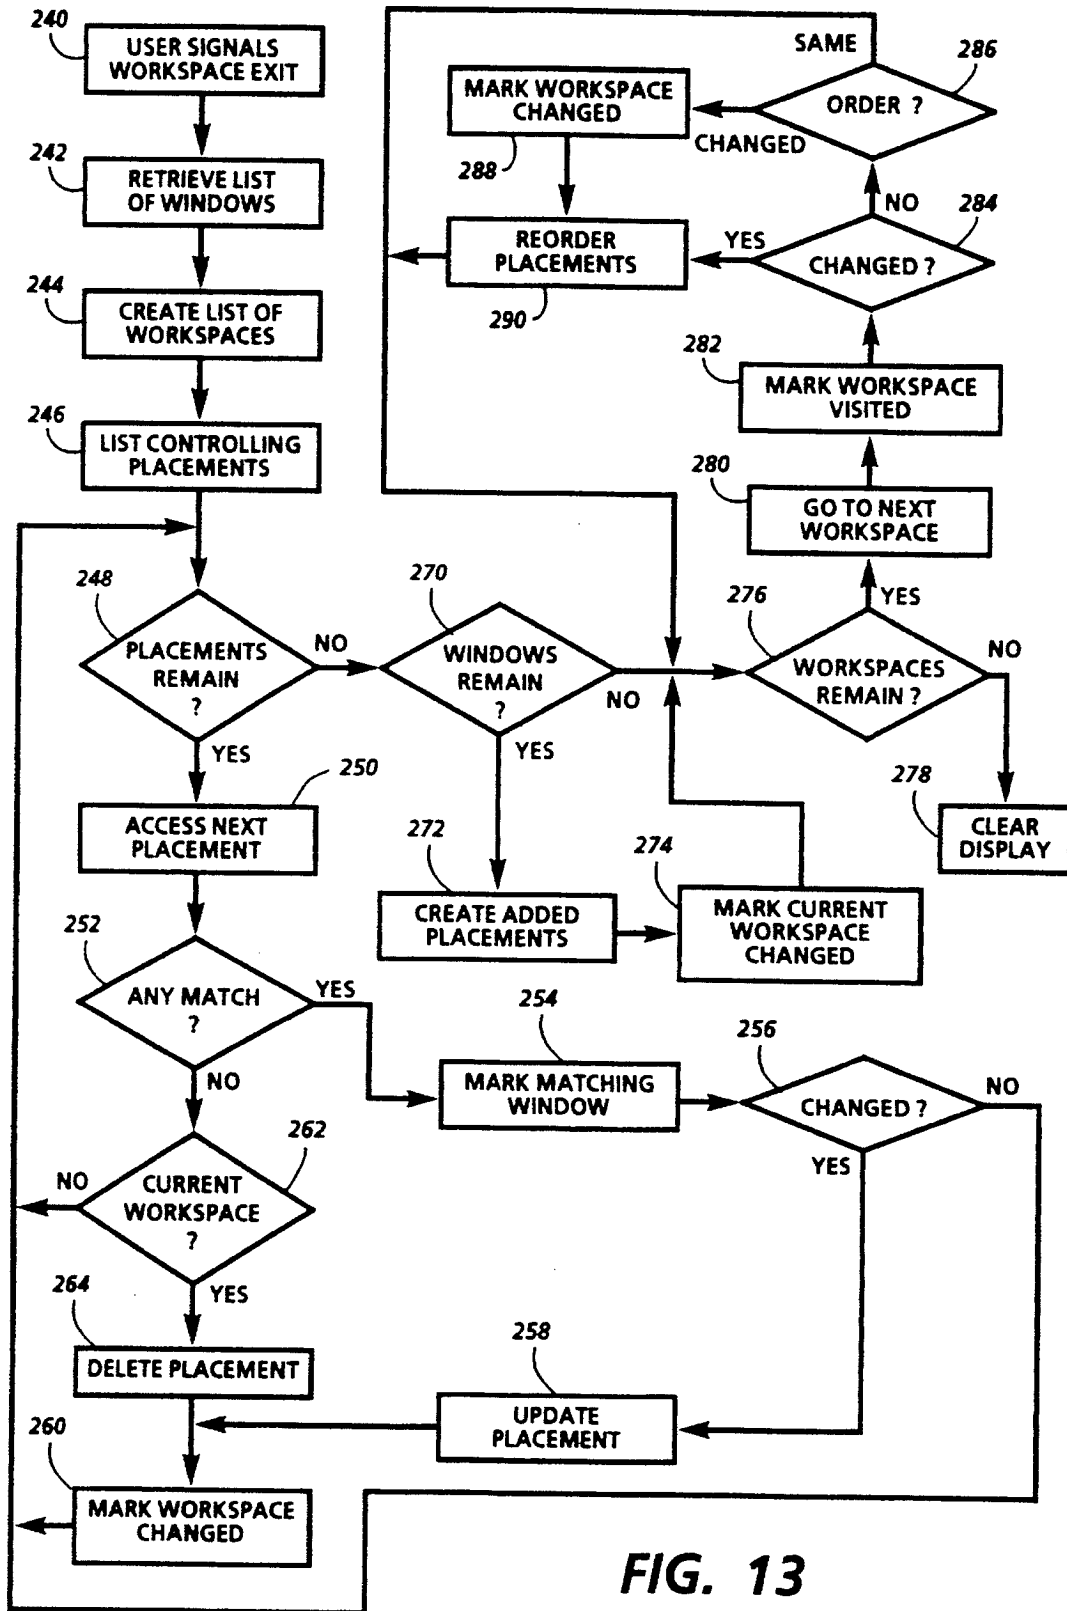 240
USER SIGNALS
WORKSPACE EXIT
242
RETRIEVE LIST
OF WINDOWS
244
CREATE LIST OF
WORKSPACES
246
LIST CONTROLLING
PLACEMENTS
248
PLACEMENTS
REMAIN
?
NO
YES
250
ACCESS NEXT
PLACEMENT
252
ANY MATCH
?
YES
NO
262
CURRENT
WORKSPACE
?
NO
YES
264
DELETE PLACEMENT
260
MARK WORKSPACE
CHANGED
254
MARK MATCHING
WINDOW
256
CHANGED ?
NO
YES
258
UPDATE
PLACEMENT
270
WINDOWS
REMAIN
?
NO
YES
272
CREATE ADDED
PLACEMENTS
274
MARK CURRENT
WORKSPACE
CHANGED
276
WORKSPACES
REMAIN ?
NO
YES
278
CLEAR
DISPLAY
280
GO TO NEXT
WORKSPACE
282
MARK WORKSPACE
VISITED
284
CHANGED ?
YES
NO
286
ORDER ?
SAME
CHANGED
288
MARK WORKSPACE
CHANGED
290
REORDER
PLACEMENTS
FIG. 13